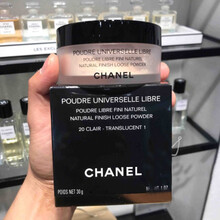 POUDRE UNIVERSELLE LIBRE
POUDRE LIBRE FINI NATUREL
NATURAL FINISH LOOSE POWDER
CHANEL
POUDRE UNIVERSELLE LIBRE
POUDRE LIBRE FINI NATUREL
NATURAL FINISH LOOSE POWDER
20 CLAIR - TRANSLUCENT 1
CHANEL
POIDS NET 30 g